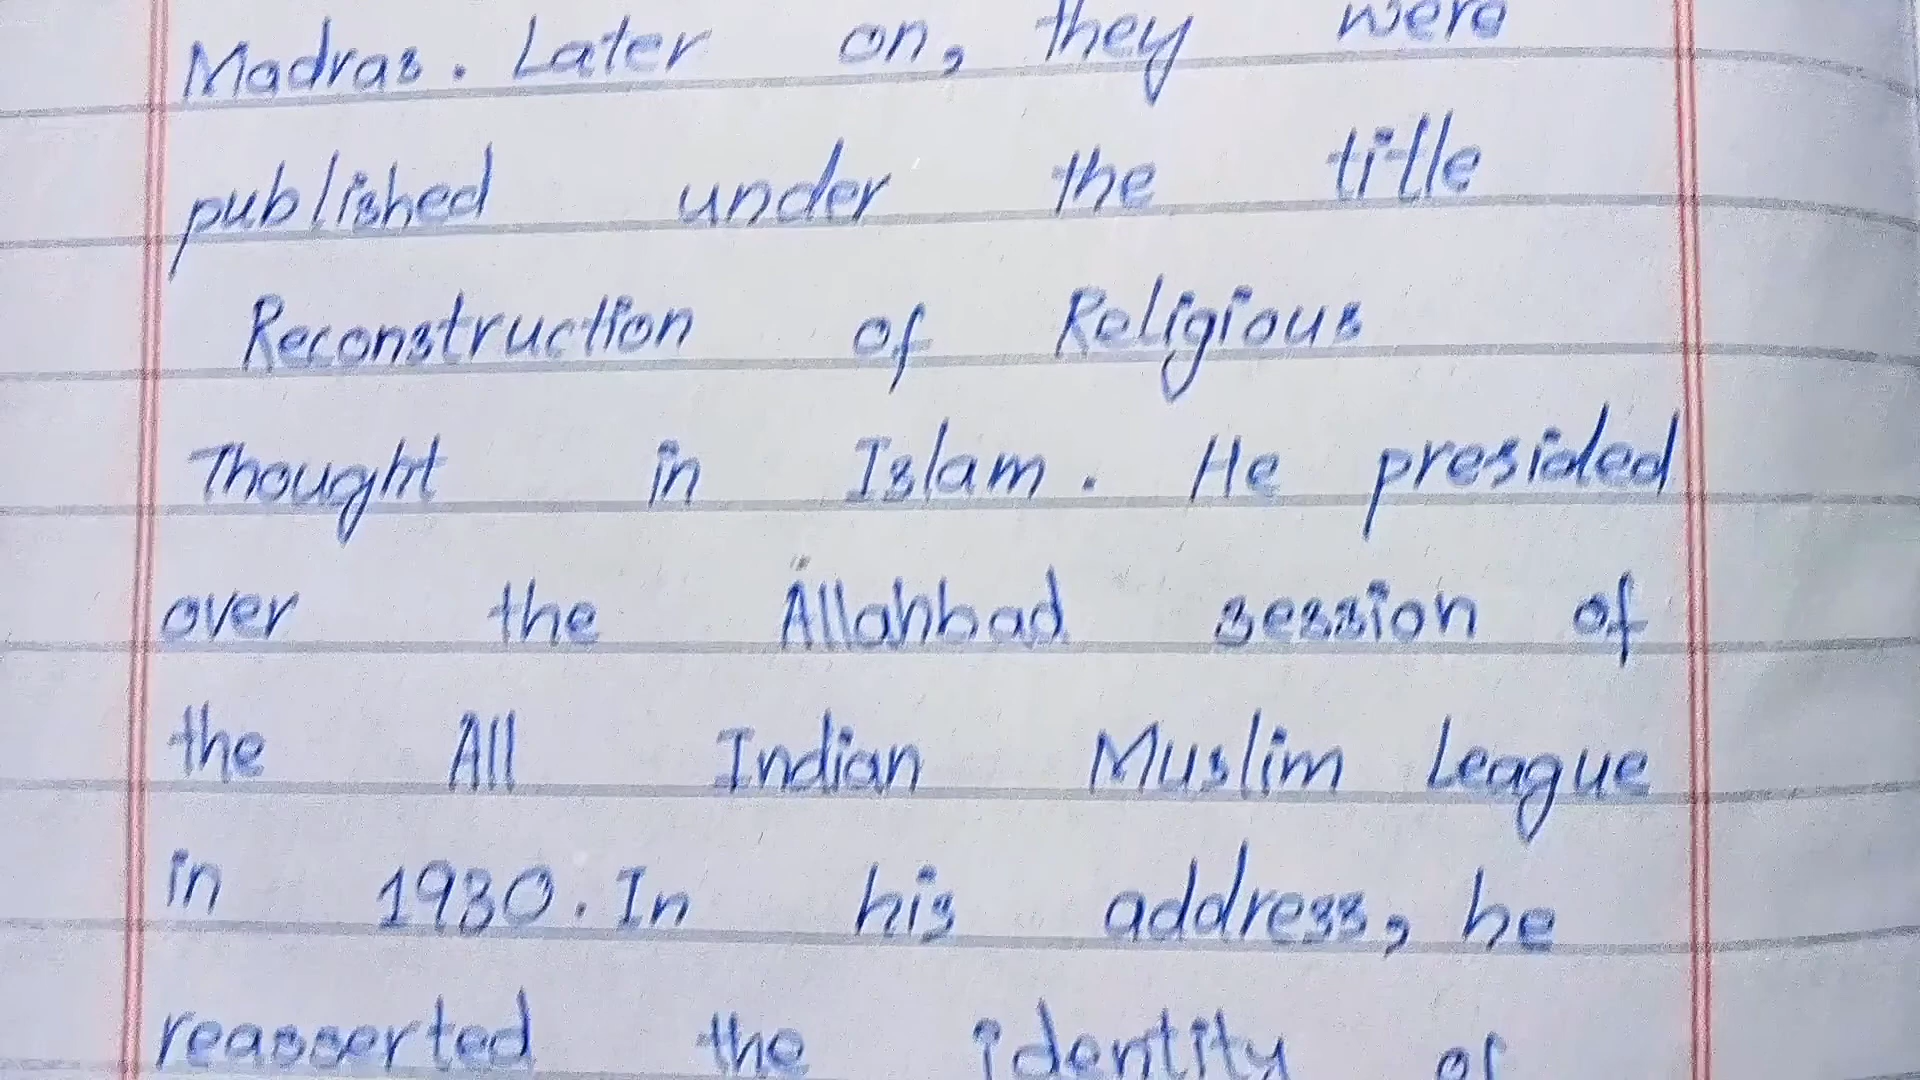 Madras. Later on, they were
published under the title
Reconstruction of Religious
Thought in Islam. He presided
over the Allahbad session of
the All Indian Muslim League
in 1930. In his address, he
reasserted the identity of